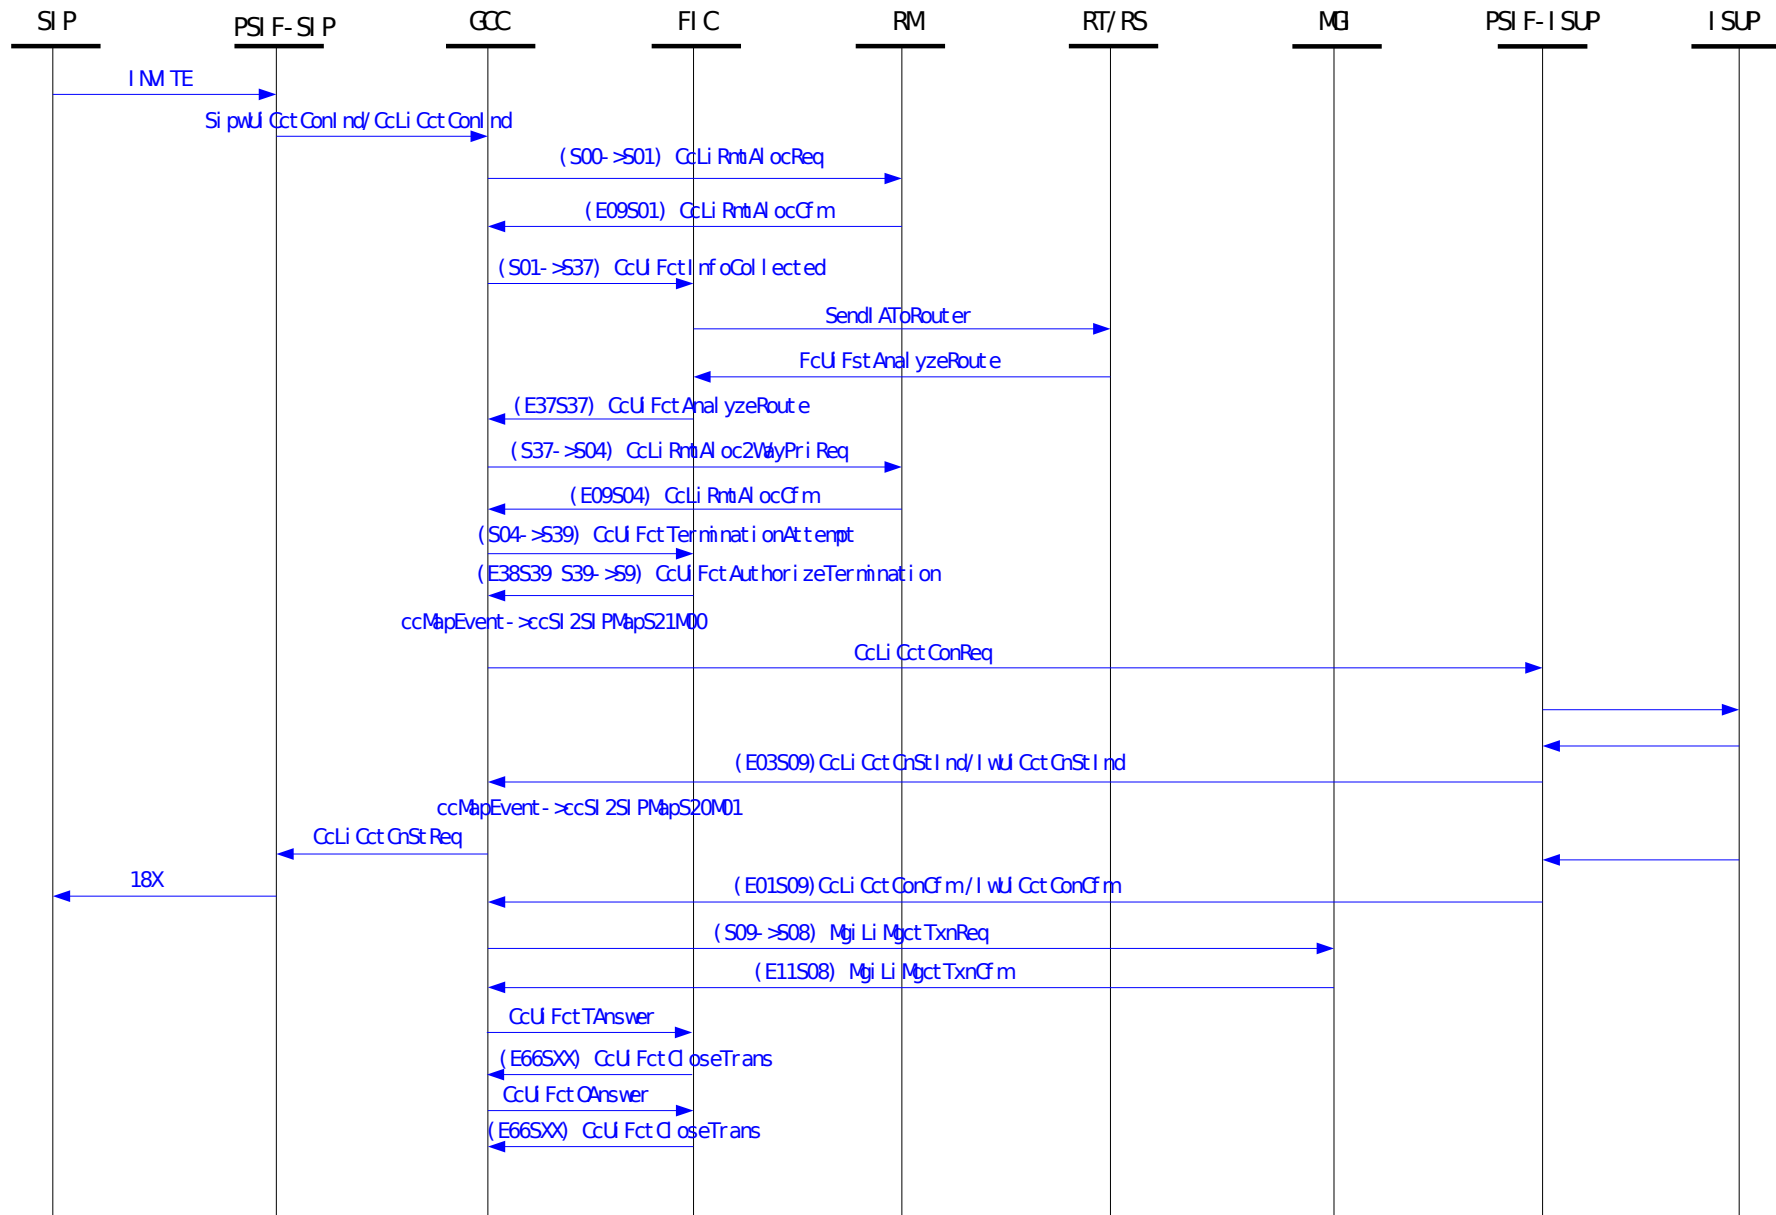 SIP PSIF-SIP GCC FIC RM RT/RS MGI PSIF-ISUP ISUP
INVITE
SipwUiCctConInd/CcLiCctConInd
(S00->S01) CcLiRmtAlocReq
(E09S01) CcLiRmtAlocCfm
(S01->S37) CcUiFctInfoCollected
SendIAToRouter
FcUiFstAnalyzeRoute
(E37S37) CcUiFctAnalyzeRoute
(S37->S04) CcLiRmtAloc2WayPriReq
(E09S04) CcLiRmtAlocCfm
(S04->S39) CcUiFctTerminationAttempt
(E38S39 S39->S9) CcUiFctAuthorizeTermination
ccMapEvent->ccSI2SIPMapS21M00
CcLiCctConReq
(E03S09)CcLiCctCnStInd/IwUiCctCnStInd
ccMapEvent->ccSI2SIPMapS20M01
CcLiCctCnStReq
18X
(E01S09)CcLiCctConCfm/IwUiCctConCfm
(S09->S08) MgiLiMgctTxnReq
(E11S08) MgiLiMgctTxnCfm
CcUiFctTAnswer
(E66SXX) CcUiFctCloseTrans
CcUiFctOAnswer
(E66SXX) CcUiFctCloseTrans